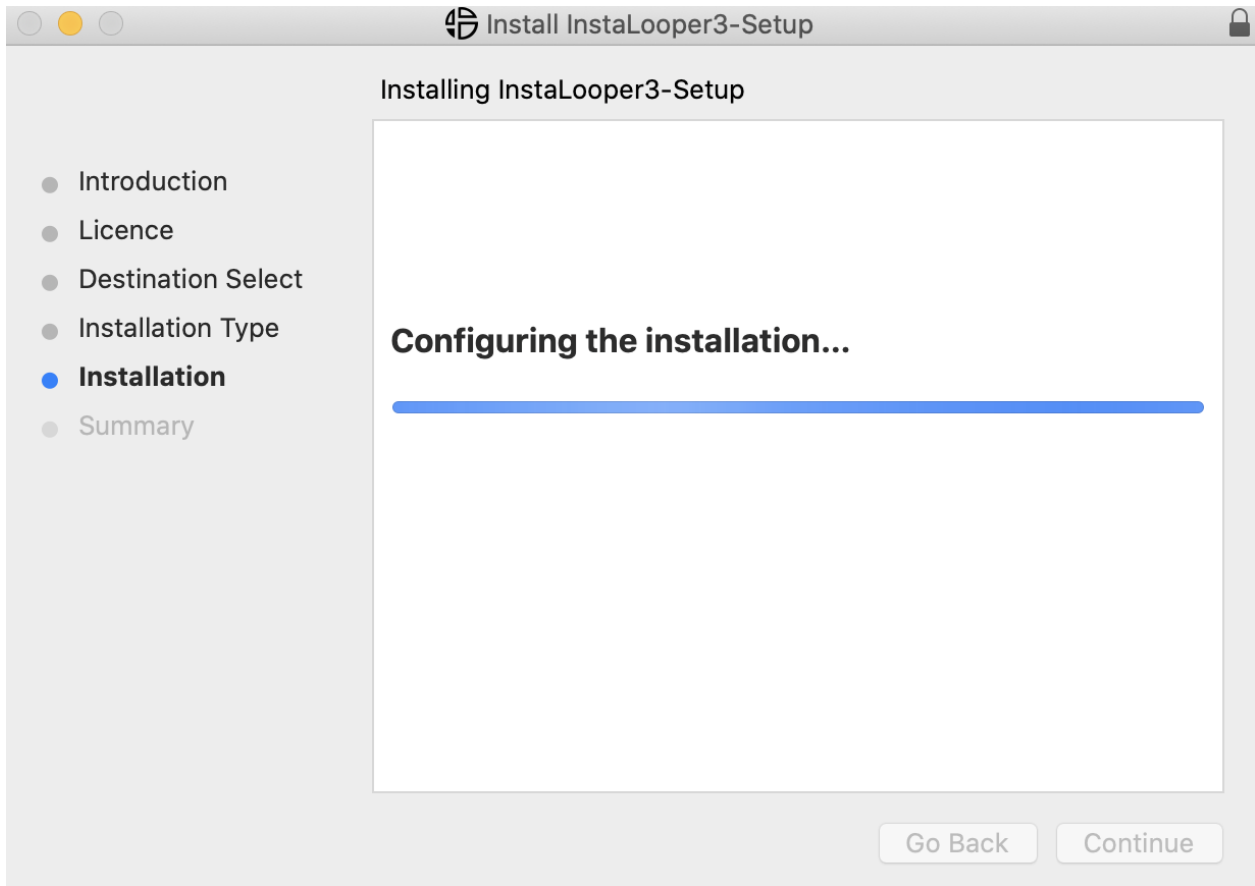 Install InstaLooper3-Setup
Installing InstaLooper3-Setup
Introduction
Licence
Destination Select
Installation Type
Installation
Summary
Configuring the installation...
Go Back
Continue